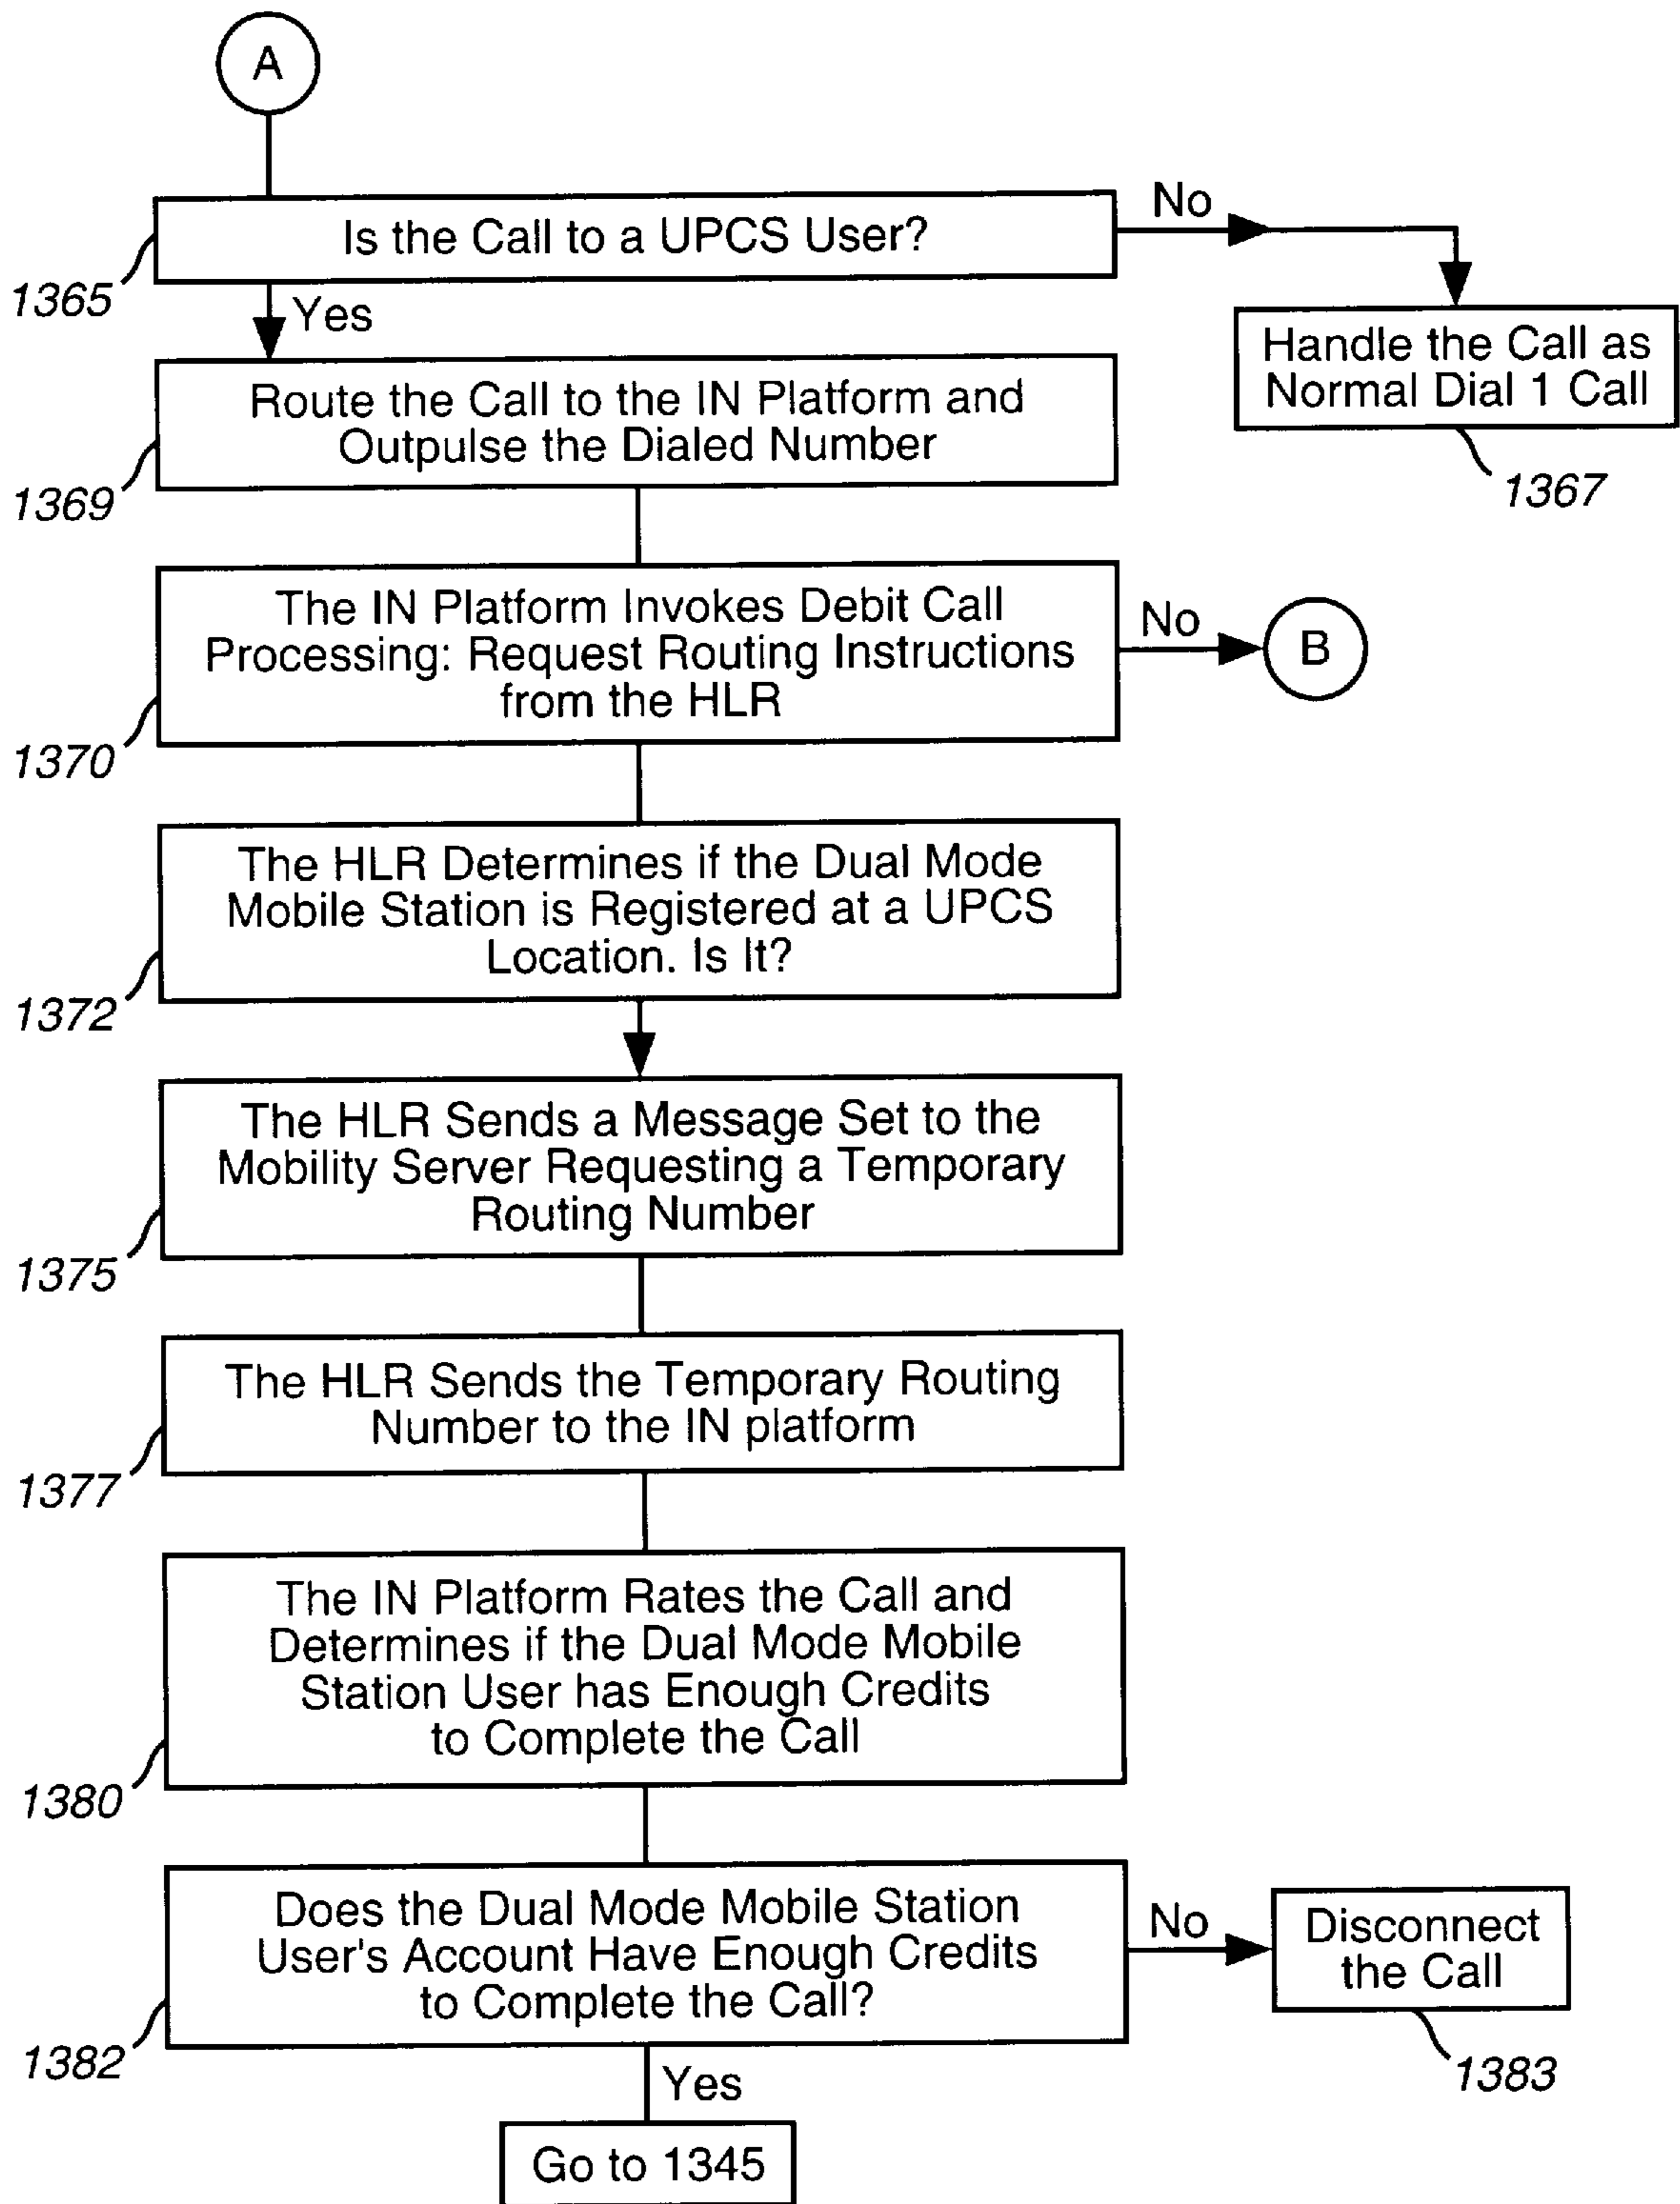 A
Is the Call to a UPCS User?
No
1365
Yes
Handle the Call as
Normal Dial 1 Call
1367
Route the Call to the IN Platform and
Outpulse the Dialed Number
1369
The IN Platform Invokes Debit Call
Processing: Request Routing Instructions
from the HLR
No
B
1370
The HLR Determines if the Dual Mode
Mobile Station is Registered at a UPCS
Location. Is It?
1372
The HLR Sends a Message Set to the
Mobility Server Requesting a Temporary
Routing Number
1375
The HLR Sends the Temporary Routing
Number to the IN platform
1377
The IN Platform Rates the Call and
Determines if the Dual Mode Mobile
Station User has Enough Credits
to Complete the Call
1380
Does the Dual Mode Mobile Station
User's Account Have Enough Credits
to Complete the Call?
No
Disconnect
the Call
1382
1383
Yes
Go to 1345